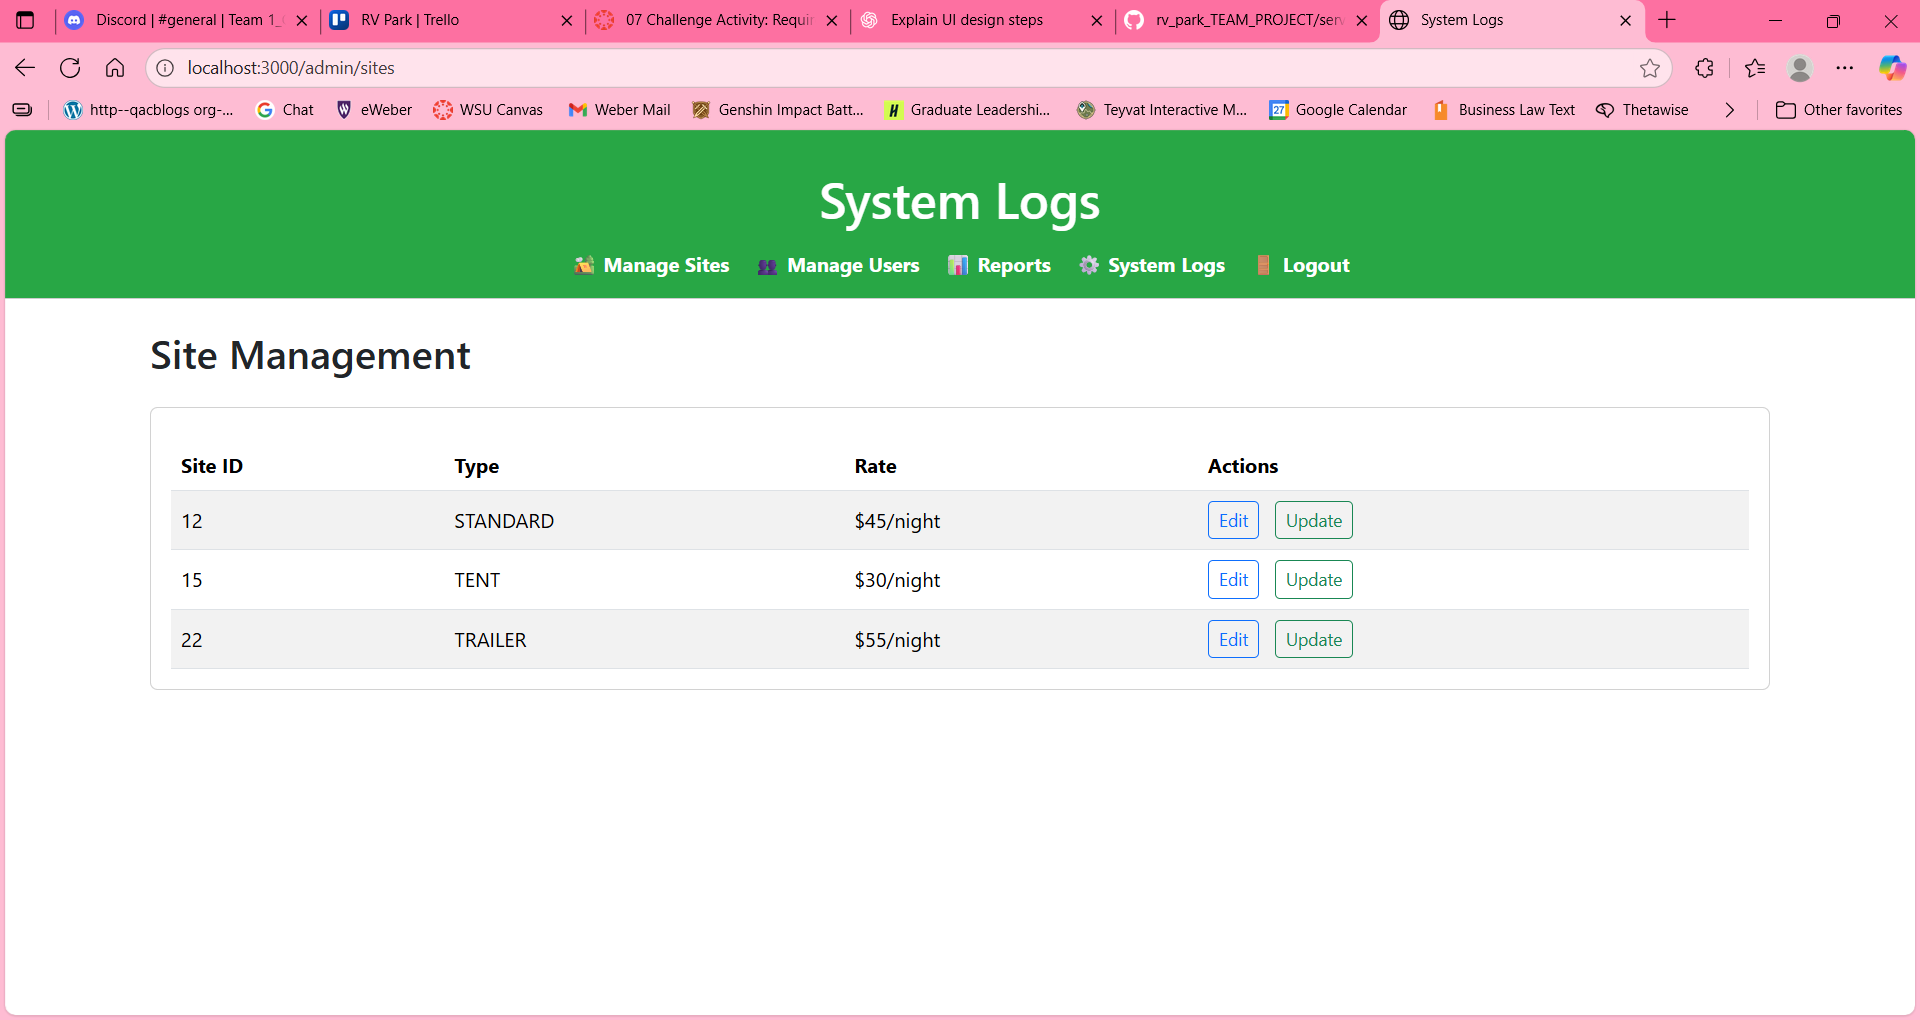 Discord | #general | Team 1_
RV Park | Trello
07 Challenge Activity: Requir
Explain UI design steps
rv_park_TEAM_PROJECT/serv
System Logs
localhost:3000/admin/sites
http--qacblogs org-...
Chat
eWeber
WSU Canvas
Weber Mail
Genshin Impact Batt...
Graduate Leadershi...
Teyvat Interactive M...
Google Calendar
Business Law Text
Thetawise
Other favorites
System Logs
Manage Sites Manage Users Reports System Logs Logout
Site Management
Site ID Type Rate Actions
12 STANDARD $45/night Edit Update
15 TENT $30/night Edit Update
22 TRAILER $55/night Edit Update